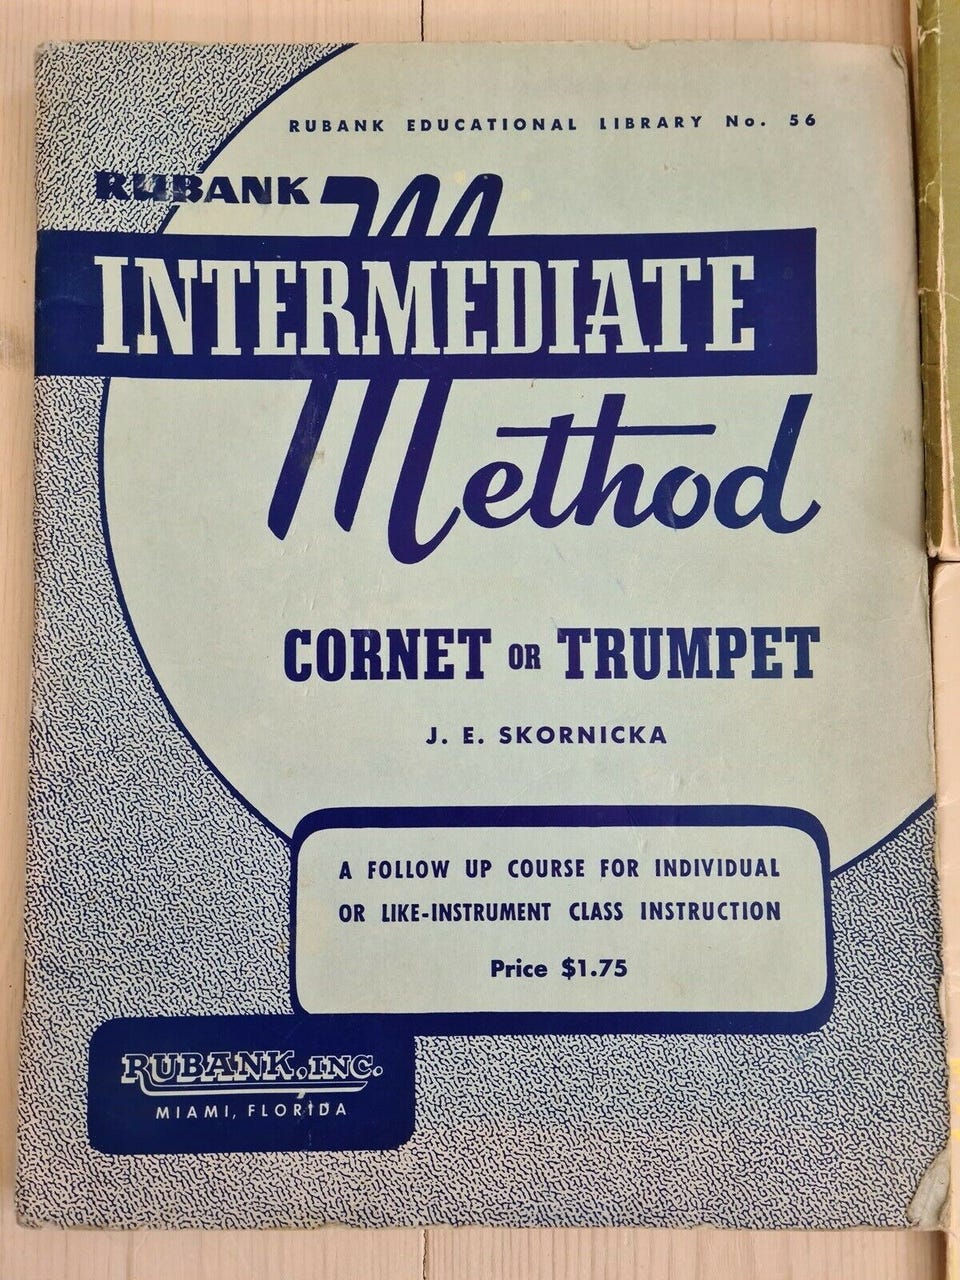 RUBANK EDUCATIONAL LIBRARY No. 56
RUBANK
INTERMEDIATE
Method
CORNET OR TRUMPET
J. E. SKORNICKA
A FOLLOW UP COURSE FOR INDIVIDUAL
OR LIKE-INSTRUMENT CLASS INSTRUCTION
Price $1.75
RUBANK, INC.
MIAMI, FLORIDA